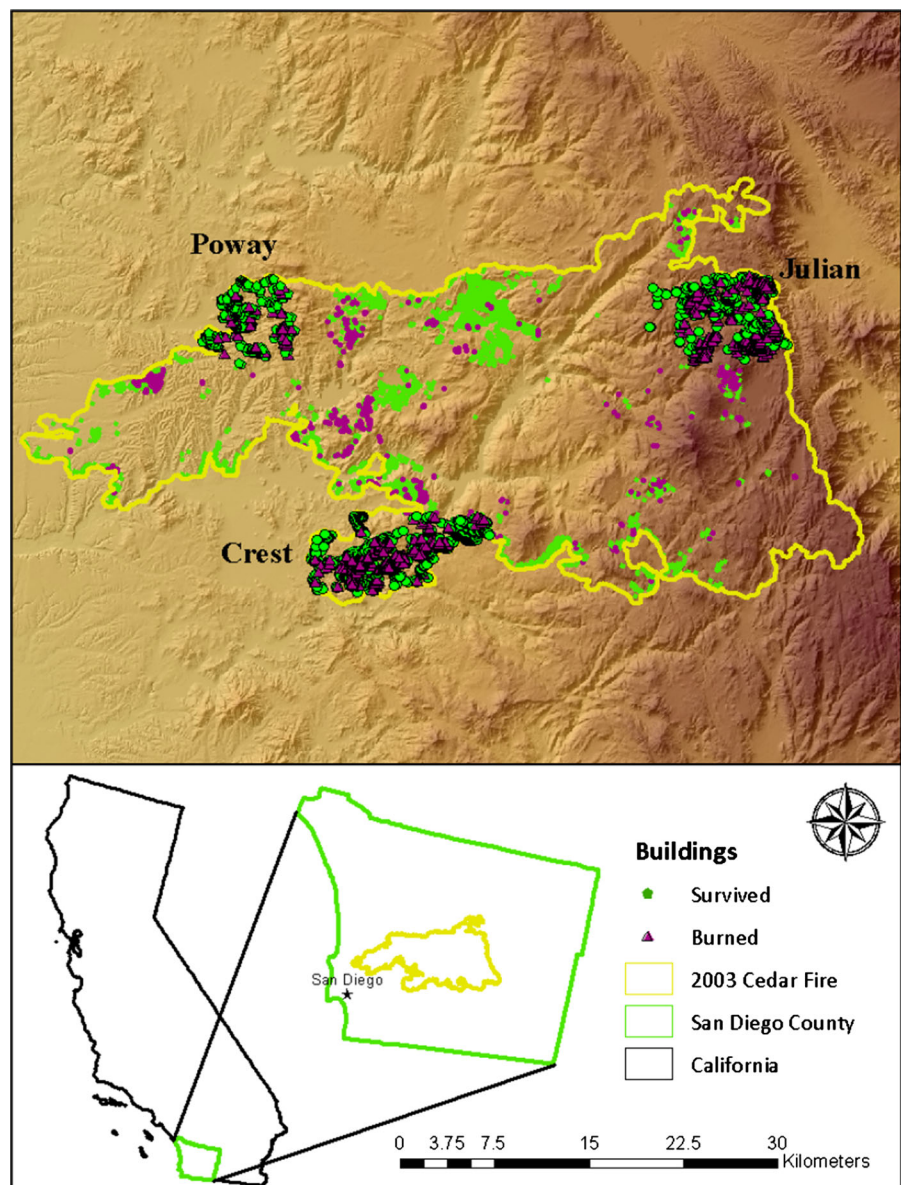 Poway
Julian
Crest
San Diego
Buildings
Survived
Burned
2003 Cedar Fire
San Diego County
California
0 3.75 7.5 15 22.5 30
Kilometers